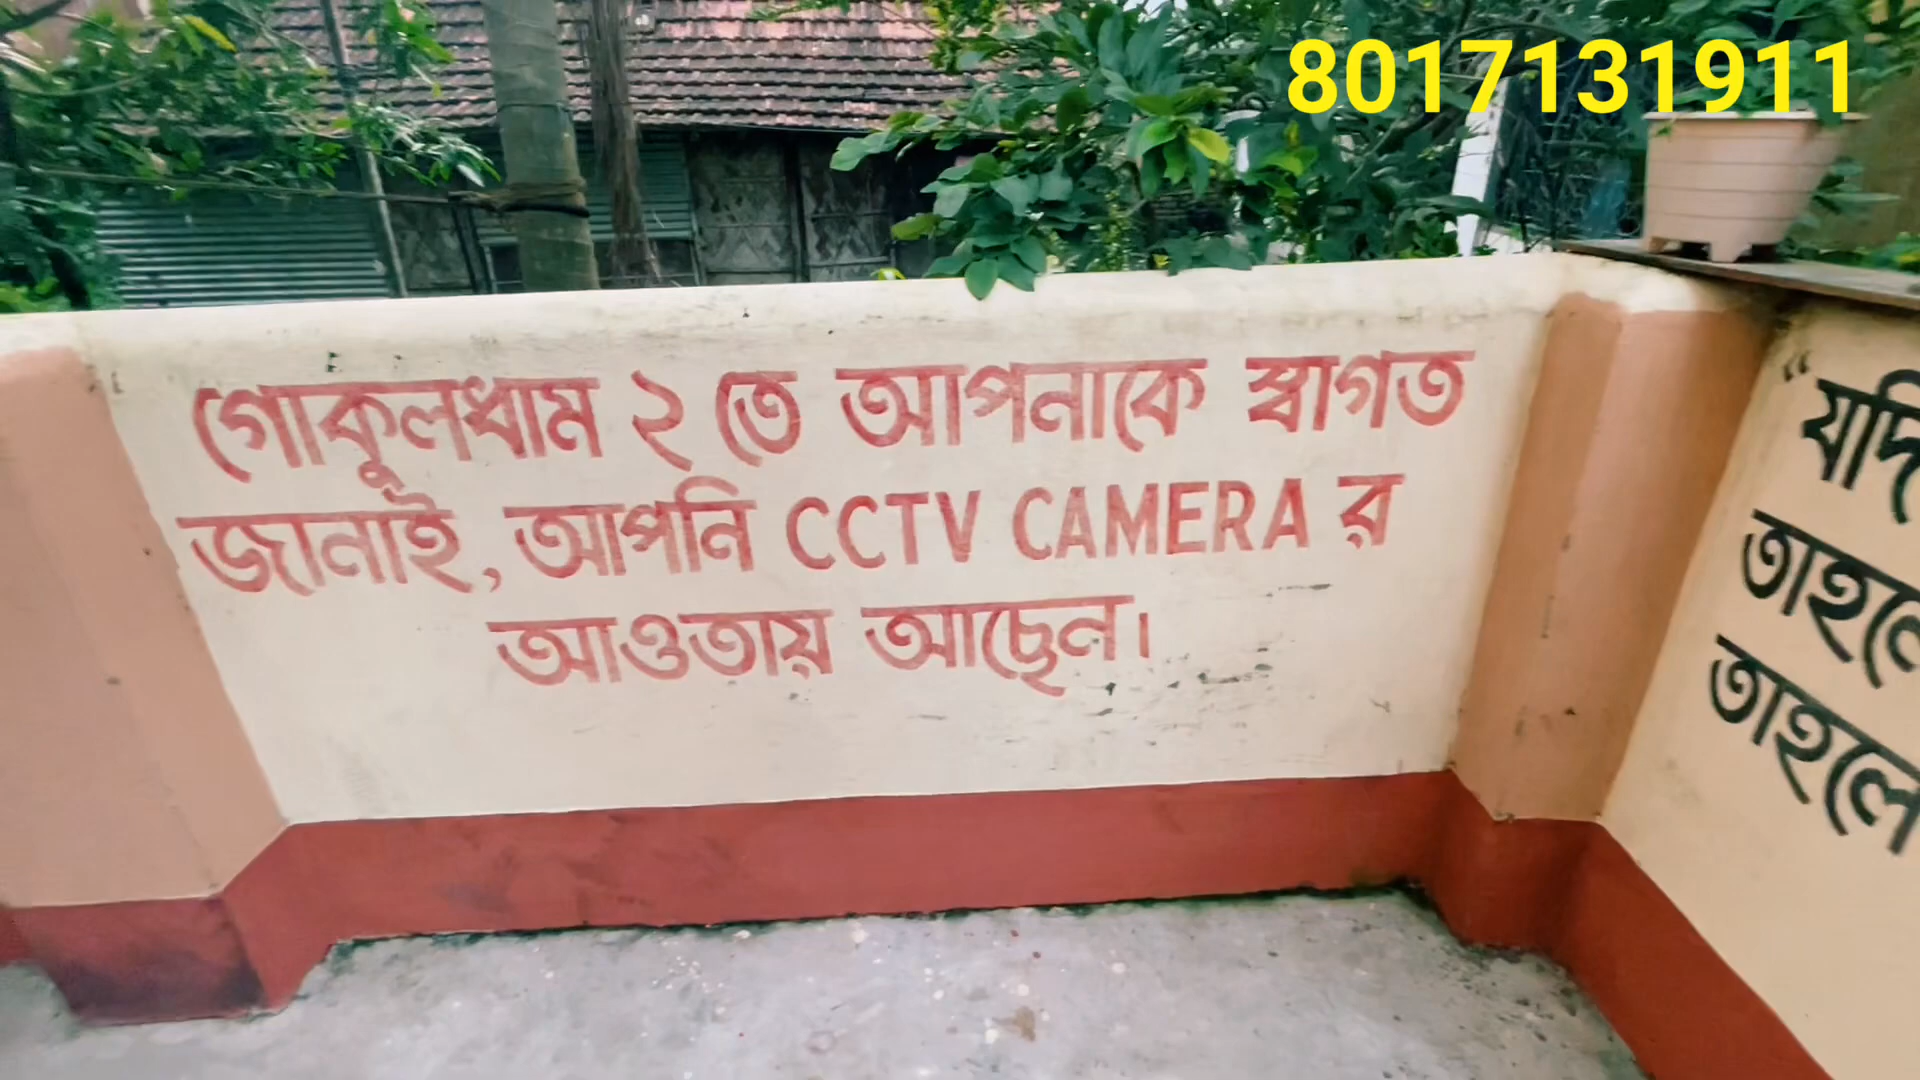 8017131911
গোকুলধাম ২ তে আপনাকে স্বাগত
জানাই, আপনি CCTV CAMERA র
আওতায় আছেন।
“যদি
তাহলে
তাহলে